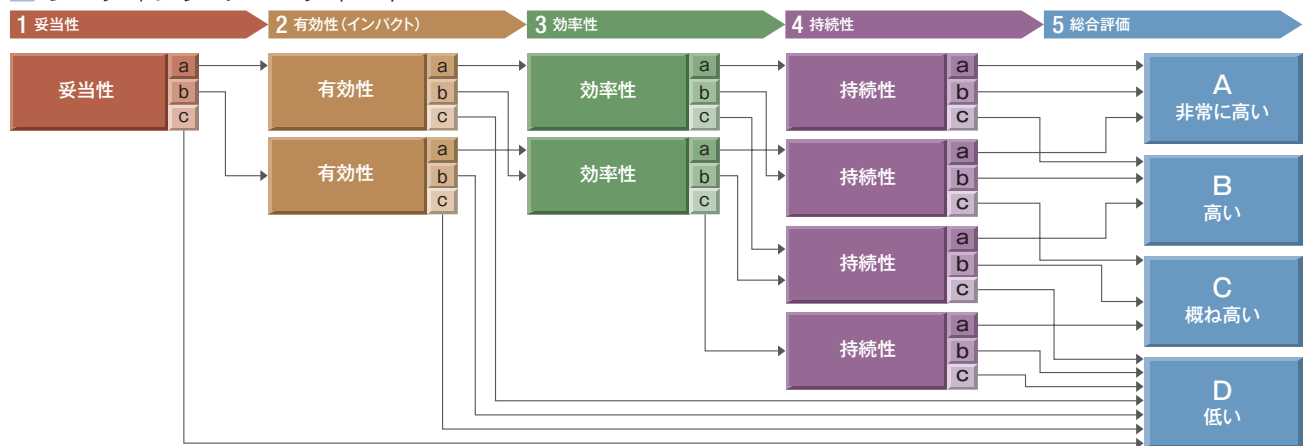 1 妥当性
2 有効性（インパクト）
3 効率性
4 持続性
5 総合評価
妥当性
a
b
c
有効性
a
b
c
有効性
a
b
c
効率性
a
b
c
効率性
a
b
c
持続性
a
b
c
持続性
a
b
c
持続性
a
b
c
持続性
a
b
c
A
非常に高い
B
高い
C
概ね高い
D
低い